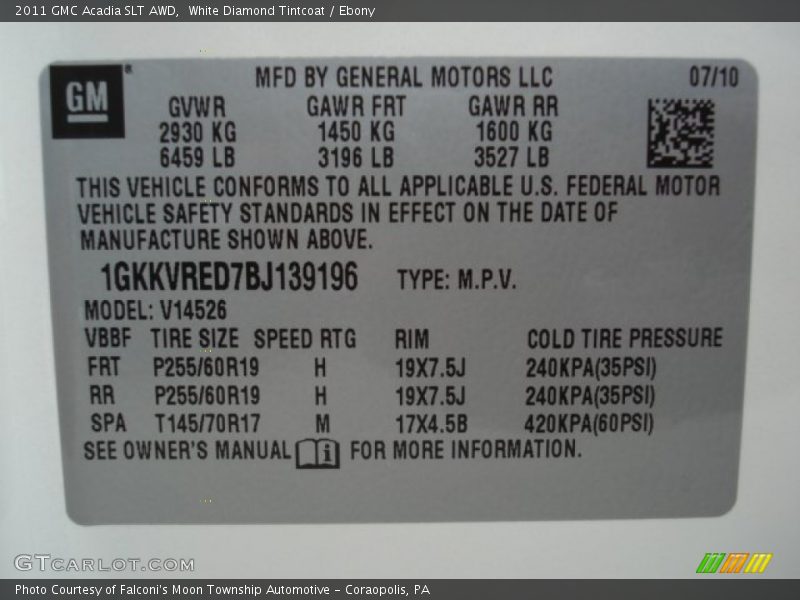 2011 GMC Acadia SLT AWD,  White Diamond Tintcoat / Ebony
GM ® MFD BY GENERAL MOTORS LLC 07/10
GVWR GAWR FRT GAWR RR
2930 KG 1450 KG 1600 KG
6459 LB 3196 LB 3527 LB
THIS VEHICLE CONFORMS TO ALL APPLICABLE U.S. FEDERAL MOTOR
VEHICLE SAFETY STANDARDS IN EFFECT ON THE DATE OF
MANUFACTURE SHOWN ABOVE.
1GKKVRED7BJ139196 TYPE: M.P.V.
MODEL: V14526
VBBF TIRE SIZE SPEED RTG RIM COLD TIRE PRESSURE
FRT P255/60R19 H 19X7.5J 240KPA(35PSI)
RR P255/60R19 H 19X7.5J 240KPA(35PSI)
SPA T145/70R17 M 17X4.5B 420KPA(60PSI)
SEE OWNER'S MANUAL i FOR MORE INFORMATION.
GTCARLOT.COM
Photo Courtesy of Falconi's Moon Township Automotive - Coraopolis, PA